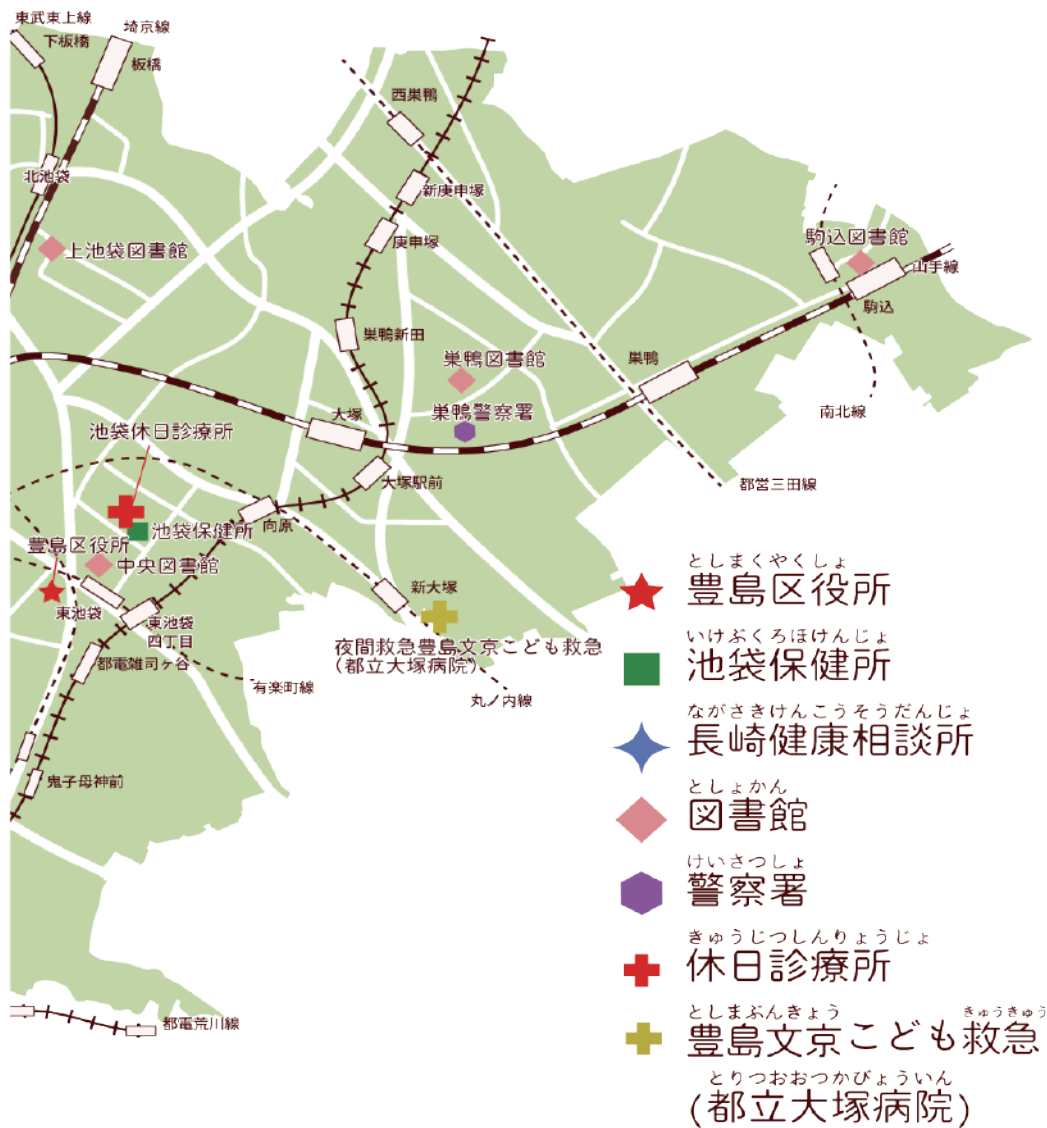 東武東上線
埼京線
下板橋
板橋
西巣鴨
北池袋
新庚申塚
上池袋図書館
庚申塚
駒込図書館
山手線
駒込
巣鴨新田
巣鴨図書館
巣鴨
大塚
巣鴨警察署
南北線
池袋休日診療所
大塚駅前
都営三田線
池袋保健所
向原
豊島区役所
中央図書館
新大塚
東池袋
東池袋
四丁目
夜間救急豊島文京こども救急
(都立大塚病院)
都電雑司ヶ谷
有楽町線
丸ノ内線
鬼子母神前
都電荒川線
としまくやくしょ
豊島区役所
いけぶくろほけんじょ
池袋保健所
ながさきけんこうそうだんじょ
長崎健康相談所
としょかん
図書館
けいさつしょ
警察署
きゅうじつしんりょうじょ
休日診療所
としまぶんきょう きゅうきゅう
豊島文京こども救急
とりつおおつかびょういん
(都立大塚病院)